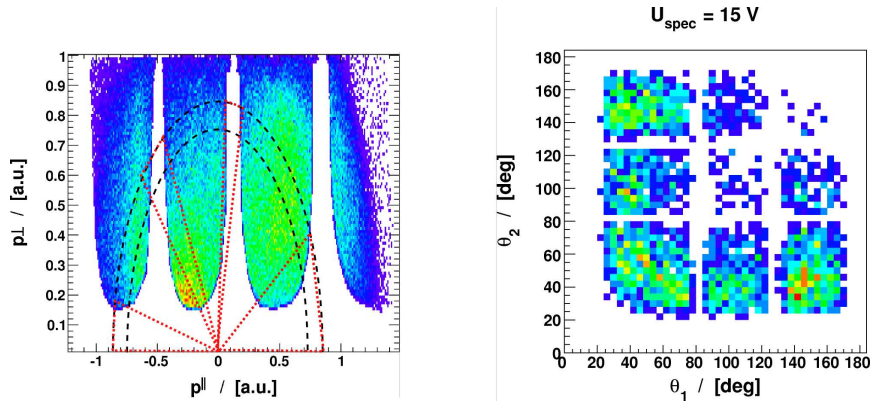 U_spec = 15 V
1
0.9
0.8
0.7
0.6
0.5
0.4
0.3
0.2
0.1
p⊥ / [a.u.]
-1 -0.5 0 0.5 1
p∥ / [a.u.]
180
160
140
120
100
80
60
40
20
0
θ_2 / [deg]
0 20 40 60 80 100 120 140 160 180
θ_1 / [deg]